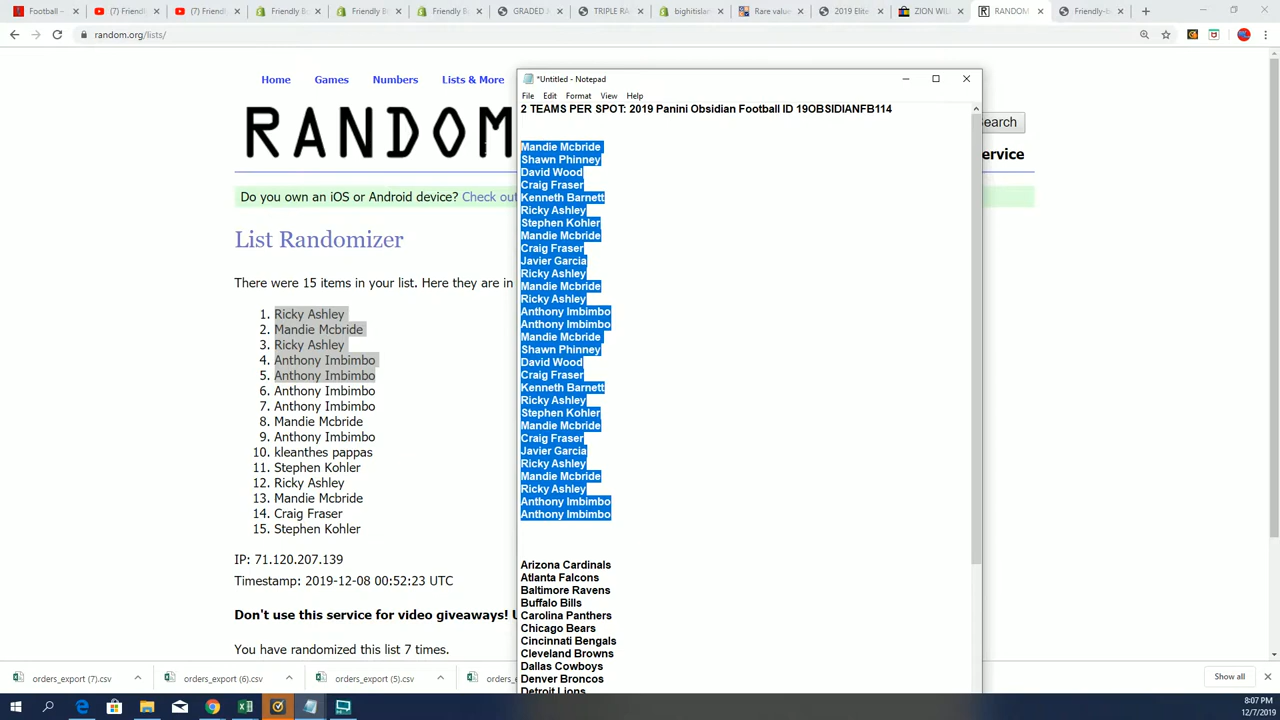 Football -
(7) Friendly
(7) Friendly
Friendly B
Friendly B
Friendly B
GRADED
TRIPLE RA
bighitislan
Rare value
2019 Elite
ZION WIL
RANDOM
Friendly-b
random.org/lists/
Home
Games
Numbers
Lists & More
RANDOM
Search
ervice
Do you own an iOS or Android device? Check out
List Randomizer
There were 15 items in your list. Here they are in
1. Ricky Ashley
2. Mandie Mcbride
3. Ricky Ashley
4. Anthony Imbimbo
5. Anthony Imbimbo
6. Anthony Imbimbo
7. Anthony Imbimbo
8. Mandie Mcbride
9. Anthony Imbimbo
10. kleanthes pappas
11. Stephen Kohler
12. Ricky Ashley
13. Mandie Mcbride
14. Craig Fraser
15. Stephen Kohler
IP: 71.120.207.139
Timestamp: 2019-12-08 00:52:23 UTC
Don't use this service for video giveaways!
You have randomized this list 7 times.
*Untitled - Notepad
File Edit Format View Help
2 TEAMS PER SPOT: 2019 Panini Obsidian Football ID 19OBSIDIANFB114
Mandie Mcbride
Shawn Phinney
David Wood
Craig Fraser
Kenneth Barnett
Ricky Ashley
Stephen Kohler
Mandie Mcbride
Craig Fraser
Javier Garcia
Ricky Ashley
Mandie Mcbride
Ricky Ashley
Anthony Imbimbo
Anthony Imbimbo
Mandie Mcbride
Shawn Phinney
David Wood
Craig Fraser
Kenneth Barnett
Ricky Ashley
Stephen Kohler
Mandie Mcbride
Craig Fraser
Javier Garcia
Ricky Ashley
Mandie Mcbride
Ricky Ashley
Anthony Imbimbo
Anthony Imbimbo
Arizona Cardinals
Atlanta Falcons
Baltimore Ravens
Buffalo Bills
Carolina Panthers
Chicago Bears
Cincinnati Bengals
Cleveland Browns
Dallas Cowboys
Denver Broncos
Detroit Lions
orders_export (7).csv
orders_export (6).csv
orders_export (5).csv
orders_e
Show all
8:07 PM
12/7/2019